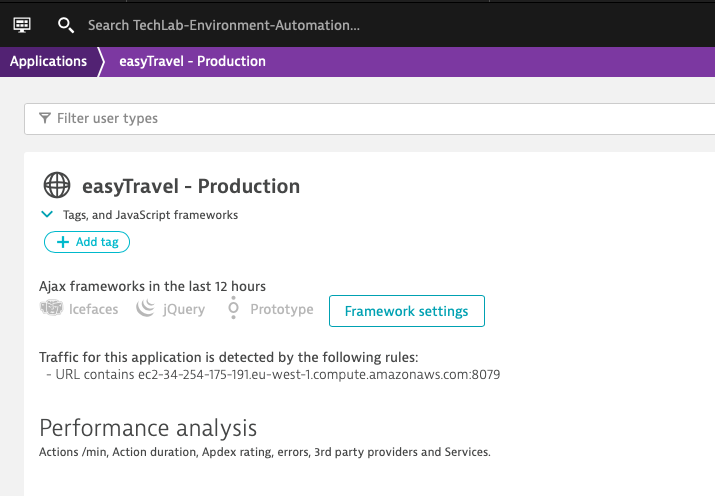 Search TechLab-Environment-Automation...
Applications easyTravel - Production
Filter user types
easyTravel - Production
Tags, and JavaScript frameworks
Add tag
Ajax frameworks in the last 12 hours
Icefaces jQuery Prototype Framework settings
Traffic for this application is detected by the following rules:
- URL contains ec2-34-254-175-191.eu-west-1.compute.amazonaws.com:8079
Performance analysis
Actions /min, Action duration, Apdex rating, errors, 3rd party providers and Services.